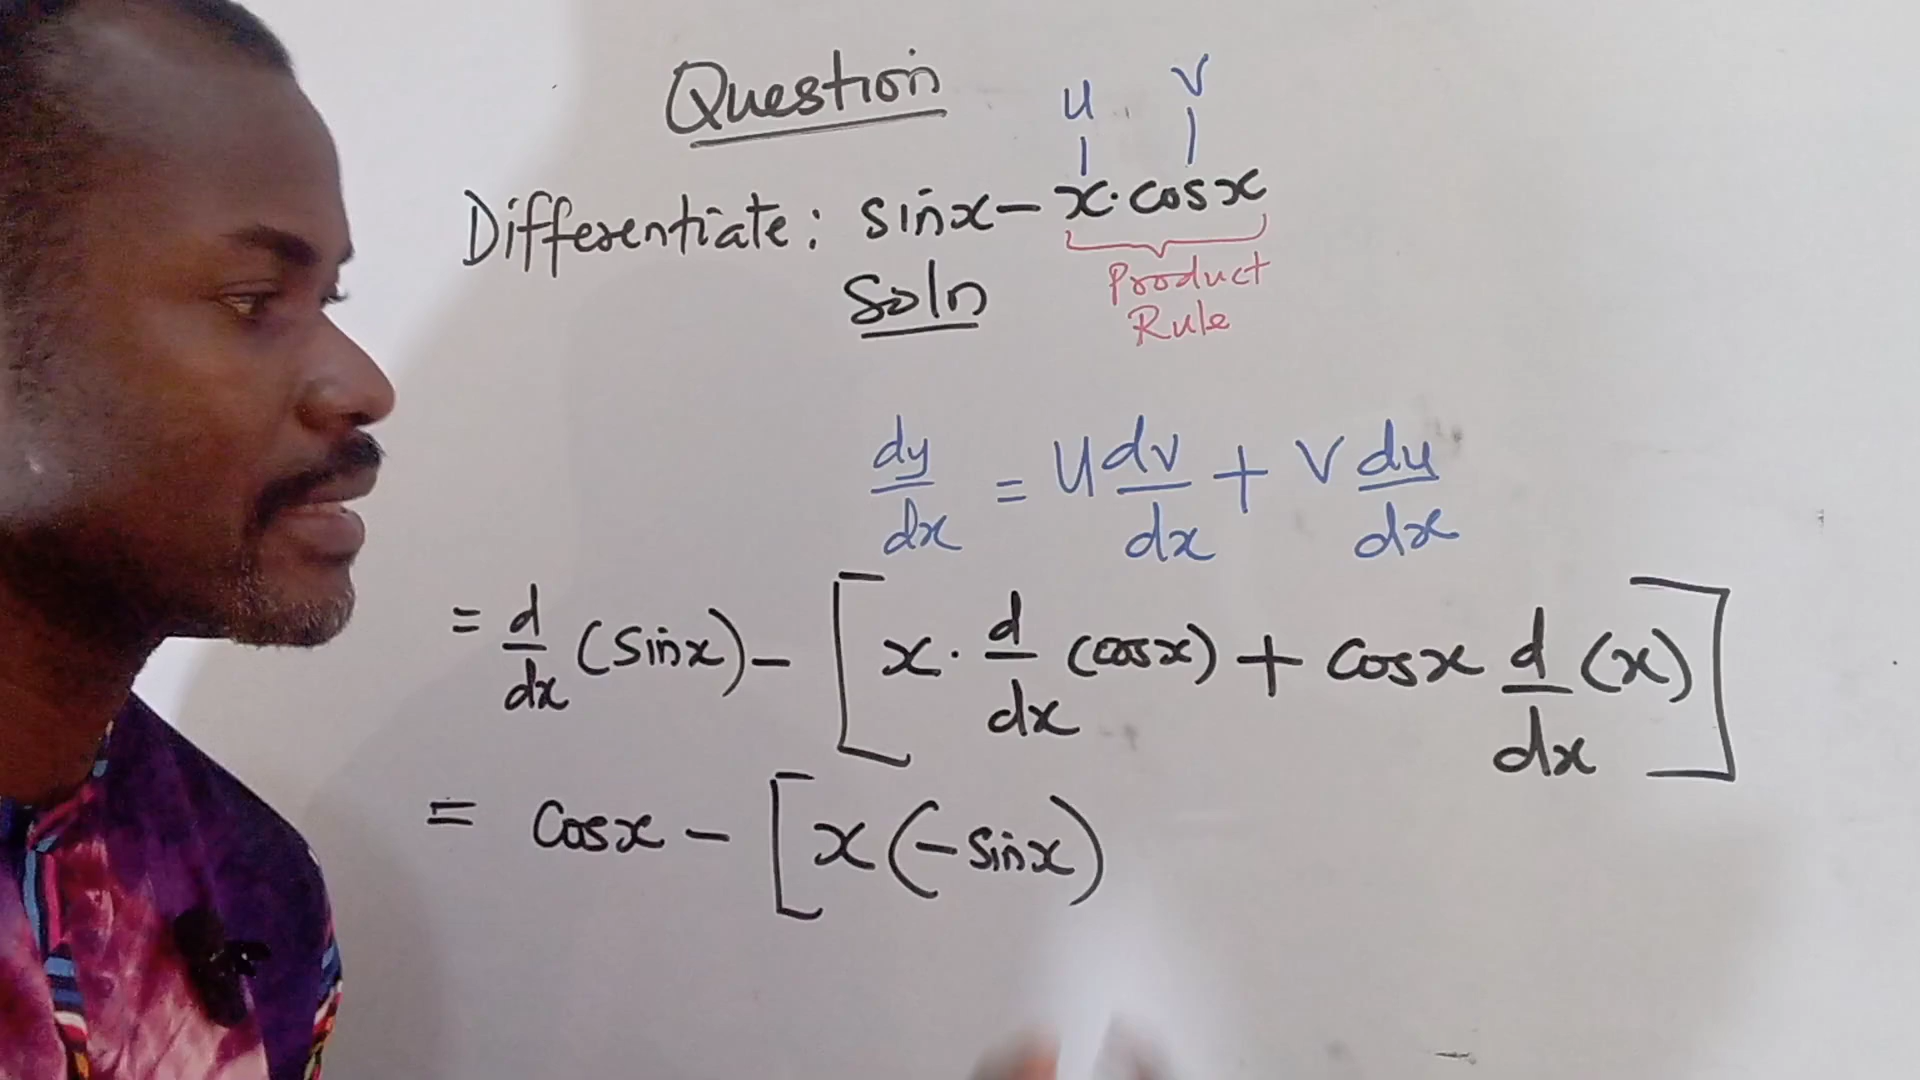 Question
U V
Differentiate: sinx - x·cosx
Product
Rule
Soln
dy/dx = U dv/dx + V du/dx
= d/dx (sinx) - [x · d/dx (cosx) + cosx d/dx (x)]
= cosx - [x(-sinx)